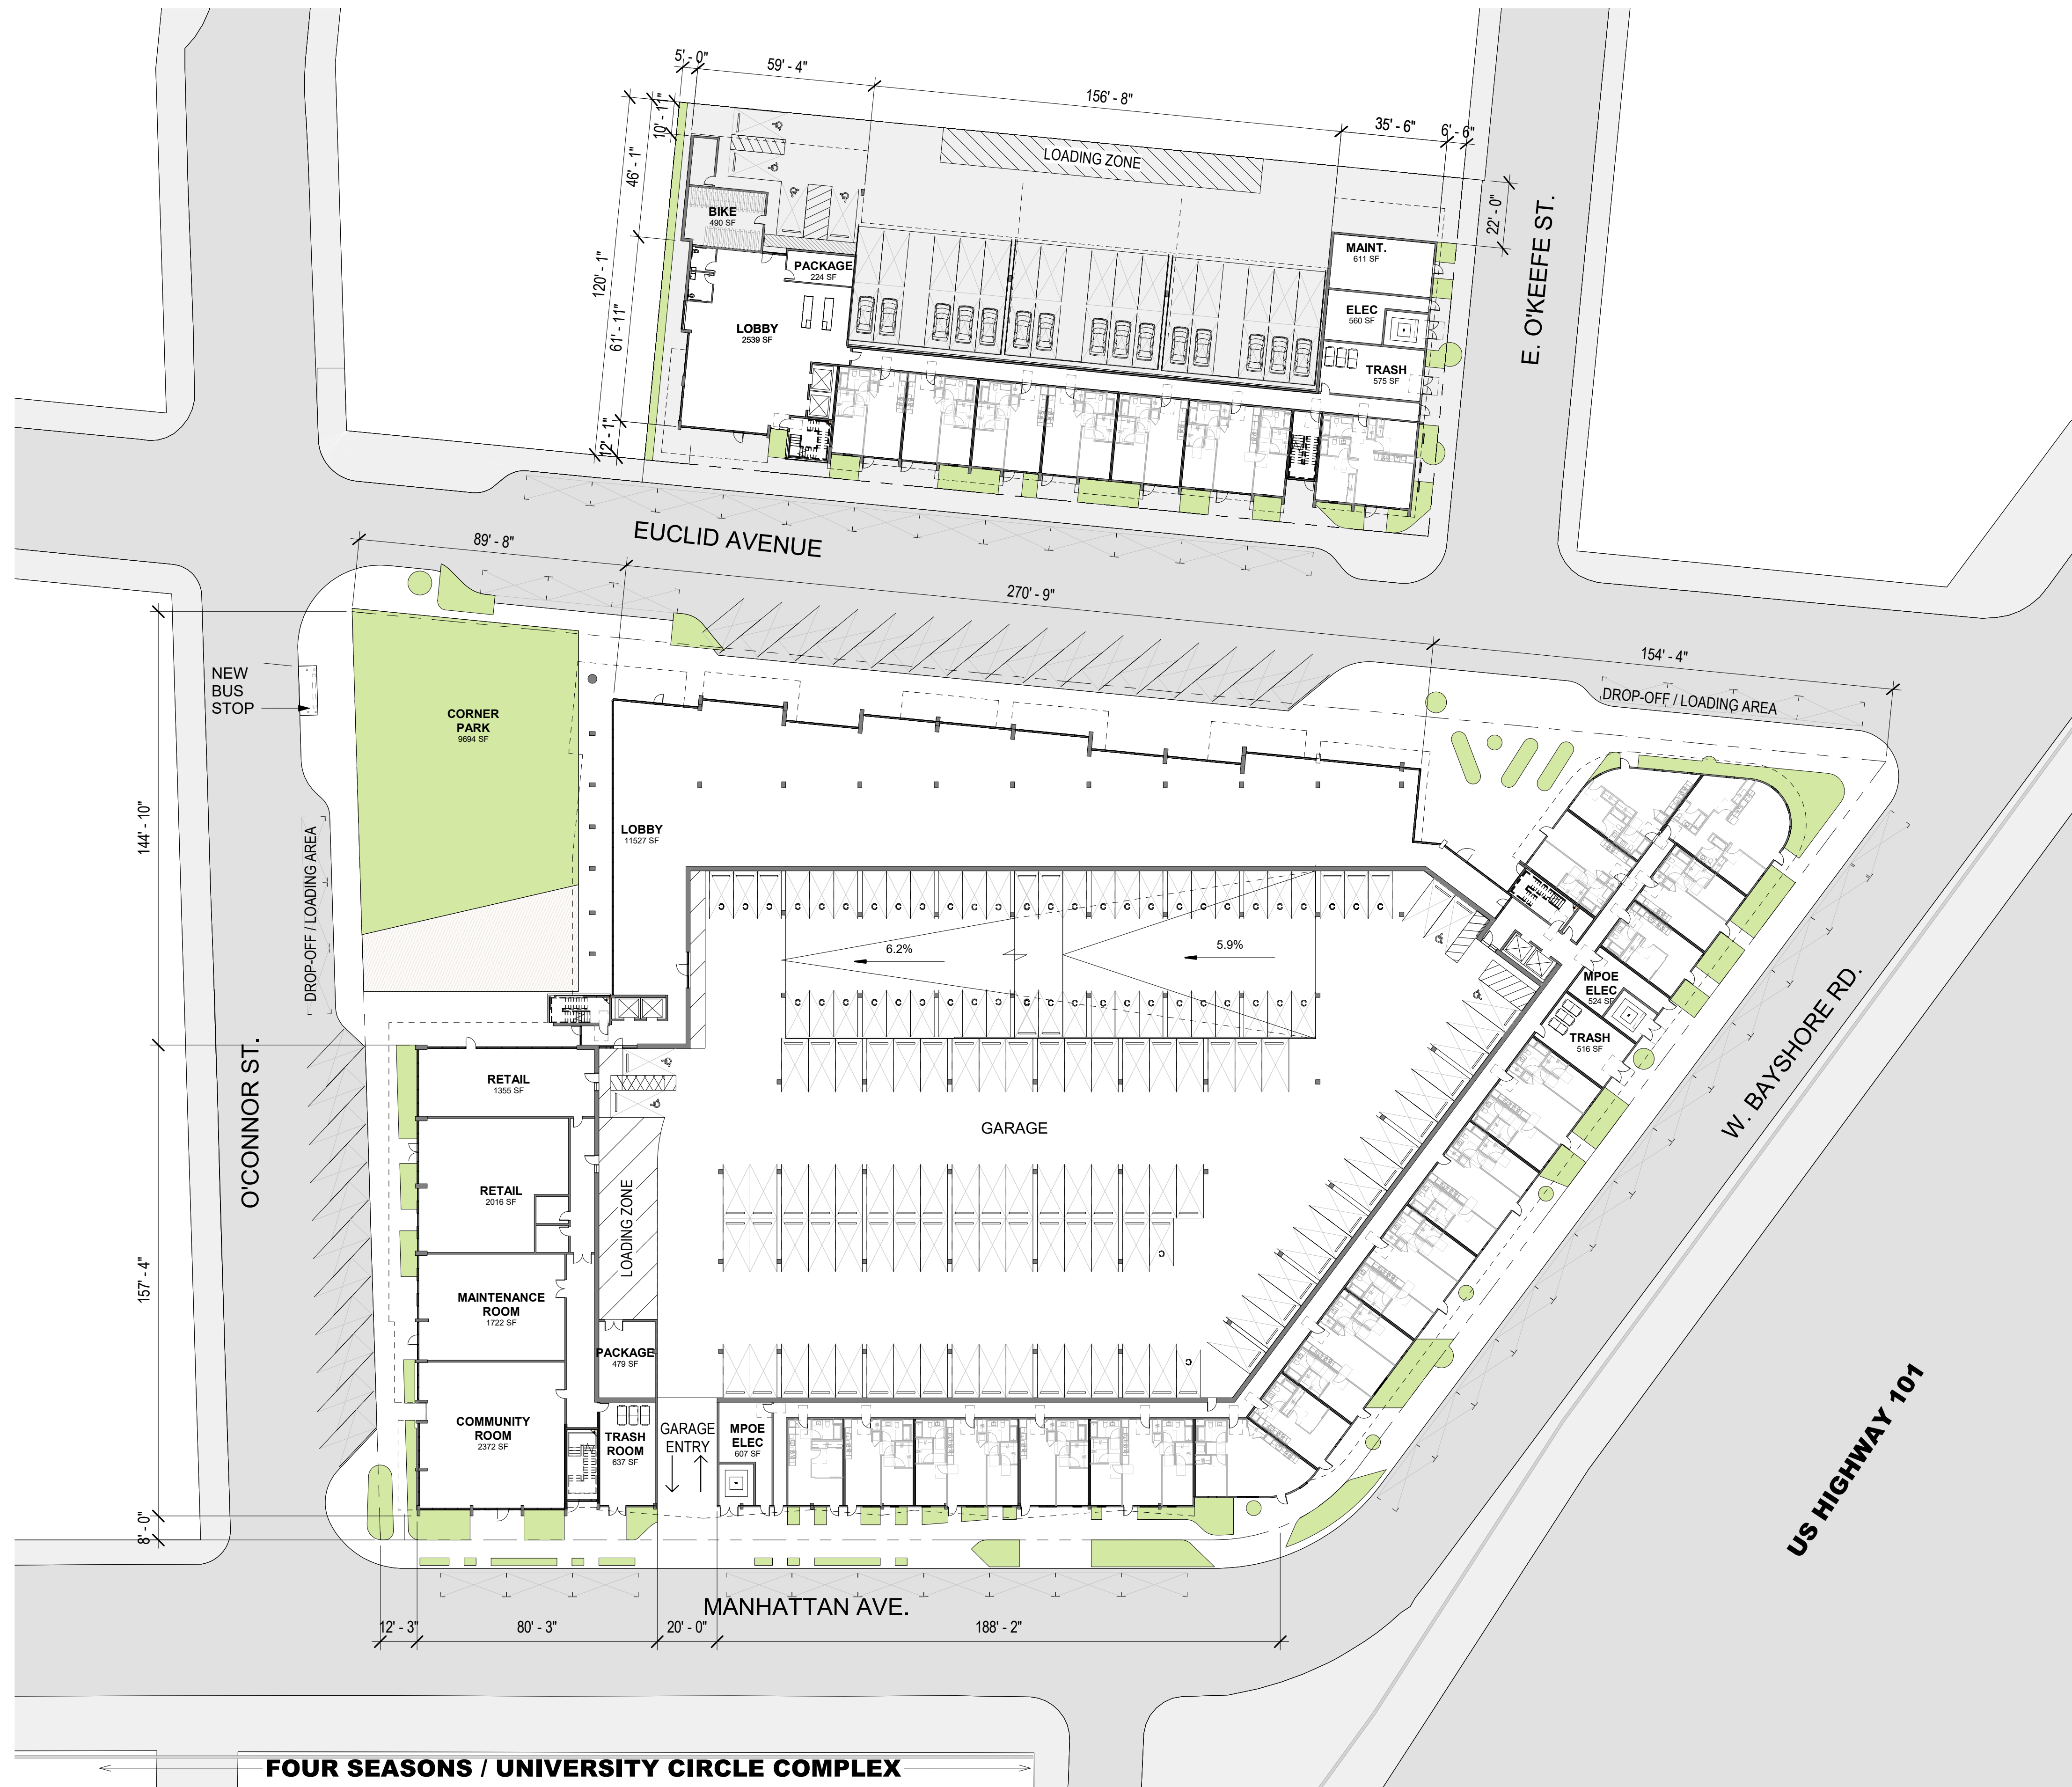 5' - 0"
59' - 4"
156' - 8"
35' - 6"
6' - 6"
10' - 11"
46' - 1"
120' - 1"
61' - 11"
12' - 1"
22' - 0"
LOADING ZONE
BIKE
490 SF
PACKAGE
224 SF
LOBBY
2539 SF
MAINT.
611 SF
ELEC
560 SF
TRASH
575 SF
E. O'KEEFE ST.
EUCLID AVENUE
89' - 8"
270' - 9"
154' - 4"
DROP-OFF / LOADING AREA
NEW
BUS
STOP
CORNER
PARK
9694 SF
144' - 10"
DROP-OFF / LOADING AREA
LOBBY
11527 SF
C C C C C C C C C C C C C C C C C C C C C C C C C
6.2%
5.9%
C C C C C C C C C C C C C C C C C C C C
MPOE
ELEC
524 SF
TRASH
516 SF
W. BAYSHORE RD.
O'CONNOR ST.
RETAIL
1355 SF
GARAGE
RETAIL
2016 SF
LOADING ZONE
C
157' - 4"
MAINTENANCE
ROOM
1722 SF
PACKAGE
479 SF
C
COMMUNITY
ROOM
2372 SF
TRASH
ROOM
637 SF
GARAGE
ENTRY
MPOE
ELEC
607 SF
US HIGHWAY 101
8' - 0"
MANHATTAN AVE.
12' - 3"
80' - 3"
20' - 0"
188' - 2"
FOUR SEASONS / UNIVERSITY CIRCLE COMPLEX